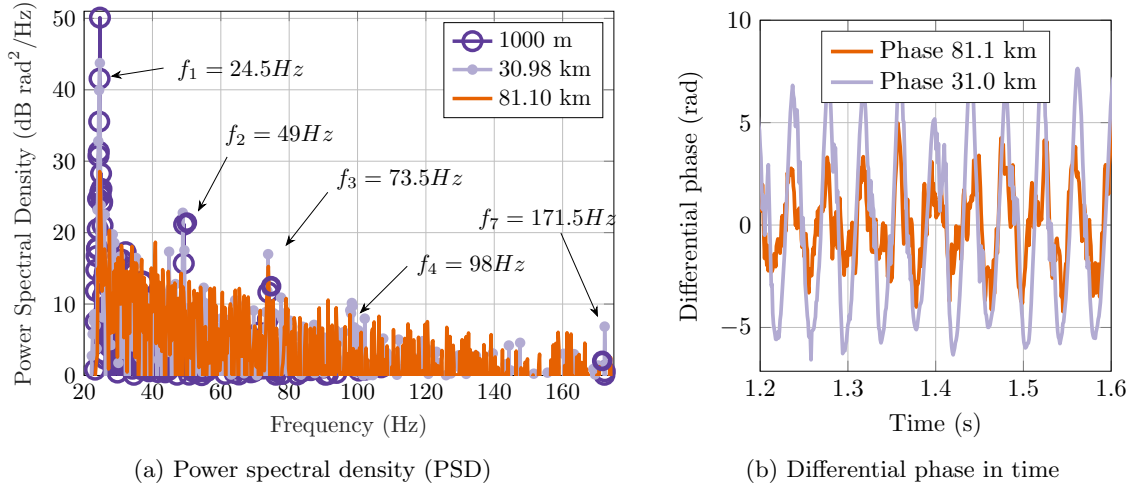 50
40
30
20
10
0
20
40
60
80
100
120
140
160
Power Spectral Density (dB rad²/Hz)
Frequency (Hz)
1000 m
30.98 km
81.10 km
f₁ = 24.5Hz
f₂ = 49Hz
f₃ = 73.5Hz
f₇ = 171.5Hz
f₄ = 98Hz
(a) Power spectral density (PSD)
10
5
0
−5
1.2
1.3
1.4
1.5
1.6
Differential phase (rad)
Time (s)
Phase 81.1 km
Phase 31.0 km
(b) Differential phase in time